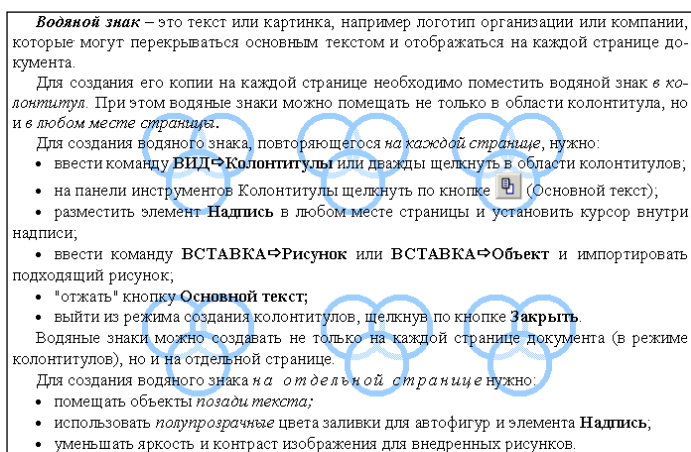 Водяной знак – это текст или картинка, например логотип организации или компании,
которые могут перекрываться основным текстом и отображаться на каждой странице до-
кумента.
Для создания его копии на каждой странице необходимо поместить водяной знак в ко-
лонтитул. При этом водяные знаки можно помещать не только в области колонтитула, но
и в любом месте страницы.
Для создания водяного знака, повторяющегося на каждой странице, нужно:
• ввести команду ВИД⇨Колонтитулы или дважды щелкнуть в области колонтитулов;
• на панели инструментов Колонтитулы щелкнуть по кнопке (Основной текст);
• разместить элемент Надпись в любом месте страницы и установить курсор внутри
надписи;
• ввести команду ВСТАВКА⇨Рисунок или ВСТАВКА⇨Объект и импортировать
подходящий рисунок;
• "отжать" кнопку Основной текст;
• выйти из режима создания колонтитулов, щелкнув по кнопке Закрыть.
Водяные знаки можно создавать не только на каждой странице документа (в режиме
колонтитулов), но и на отдельной странице.
Для создания водяного знака на отдельной странице нужно:
• помещать объекты позади текста;
• использовать полупрозрачные цвета заливки для автофигур и элемента Надпись;
• уменьшать яркость и контраст изображения для внедренных рисунков.